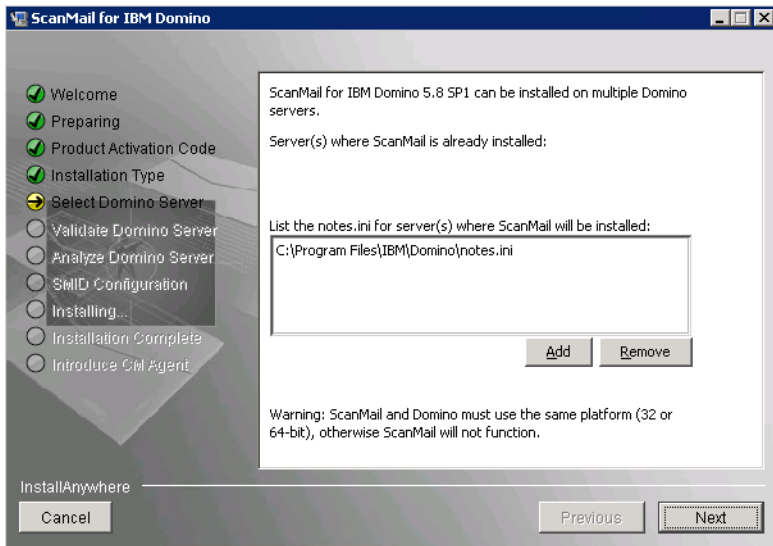 ScanMail for IBM Domino
Welcome
Preparing
Product Activation Code
Installation Type
Select Domino Server
Validate Domino Server
Analyze Domino Server
SMID Configuration
Installing...
Installation Complete
Introduce CM Agent
ScanMail for IBM Domino 5.8 SP1 can be installed on multiple Domino
servers.
Server(s) where ScanMail is already installed:
List the notes.ini for server(s) where ScanMail will be installed:
C:\Program Files\IBM\Domino\notes.ini
Add Remove
Warning: ScanMail and Domino must use the same platform (32 or
64-bit), otherwise ScanMail will not function.
InstallAnywhere
Cancel Previous Next